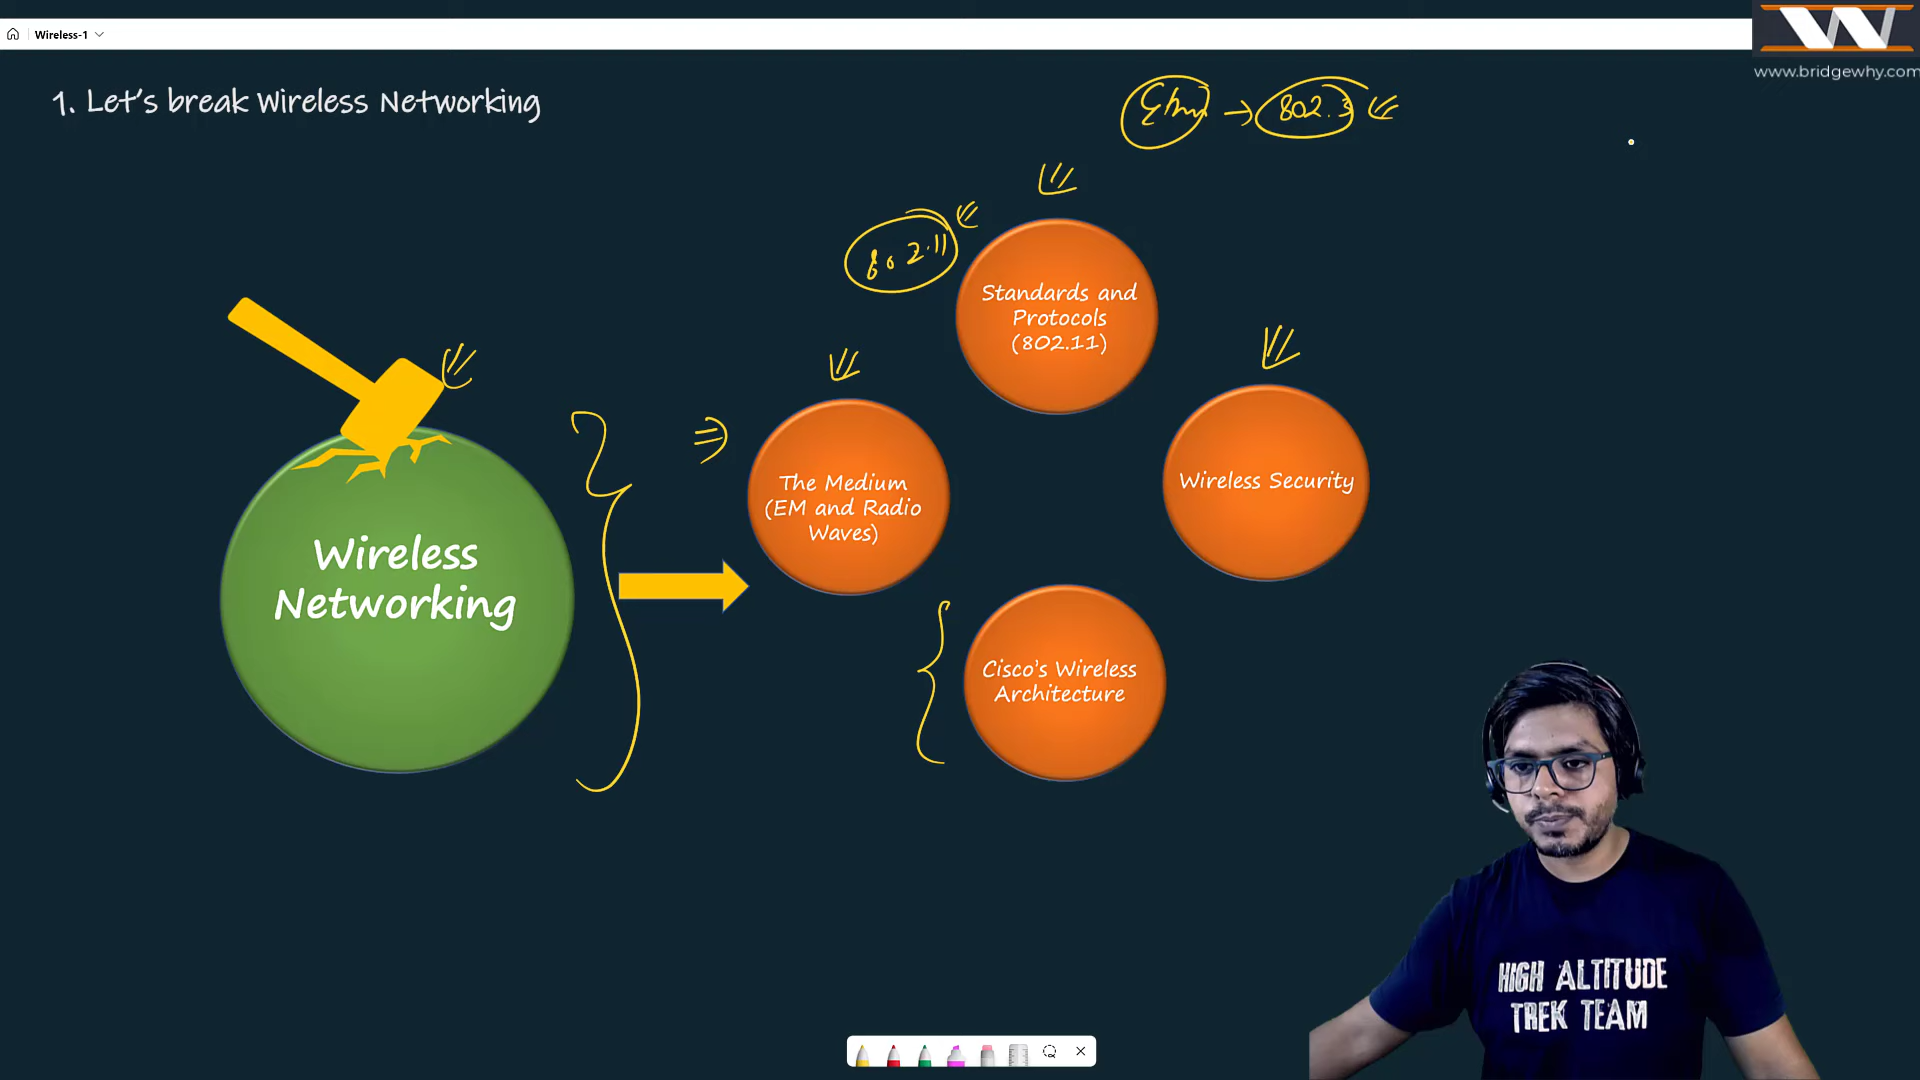 Wireless-1
www.bridgewhy.com
1. Let's break Wireless Networking
802.3
802.11
Standards and
Protocols
(802.11)
The Medium
(EM and Radio
Waves)
Wireless Security
Wireless
Networking
Cisco's Wireless
Architecture
HIGH ALTITUDE
TREK TEAM